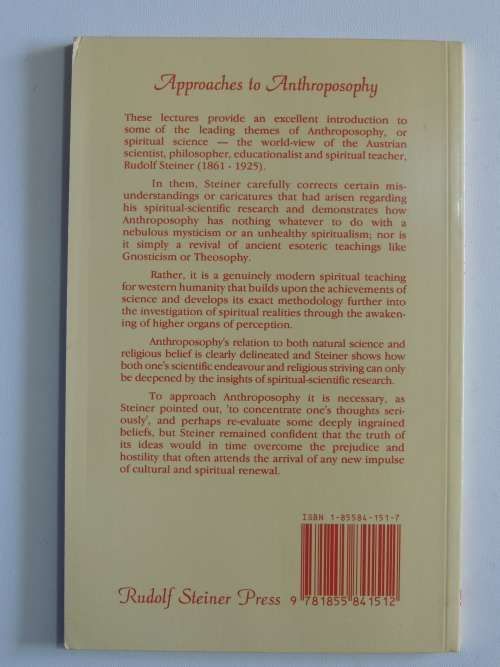 Approaches to Anthroposophy
These lectures provide an excellent introduction to
some of the leading themes of Anthroposophy, or
spiritual science — the world-view of the Austrian
scientist, philosopher, educationalist and spiritual teacher,
Rudolf Steiner (1861 - 1925).
In them, Steiner carefully corrects certain mis-
understandings or caricatures that had arisen regarding
his spiritual-scientific research and demonstrates how
Anthroposophy has nothing whatever to do with a
nebulous mysticism or an unhealthy spiritualism; nor is
it simply a revival of ancient esoteric teachings like
Gnosticism or Theosophy.
Rather, it is a genuinely modern spiritual teaching
for western humanity that builds upon the achievements of
science and develops its exact methodology further into
the investigation of spiritual realities through the awaken-
ing of higher organs of perception.
Anthroposophy's relation to both natural science and
religious belief is clearly delineated and Steiner shows how
both one's scientific endeavour and religious striving can only
be deepened by the insights of spiritual-scientific research.
To approach Anthroposophy it is necessary, as
Steiner pointed out, 'to concentrate one's thoughts seri-
ously', and perhaps re-evaluate some deeply ingrained
beliefs, but Steiner remained confident that the truth of
its ideas would in time overcome the prejudice and
hostility that often attends the arrival of any new impulse
of cultural and spiritual renewal.
ISBN 1-85584-151-7
Rudolf Steiner Press
9 781855 841512